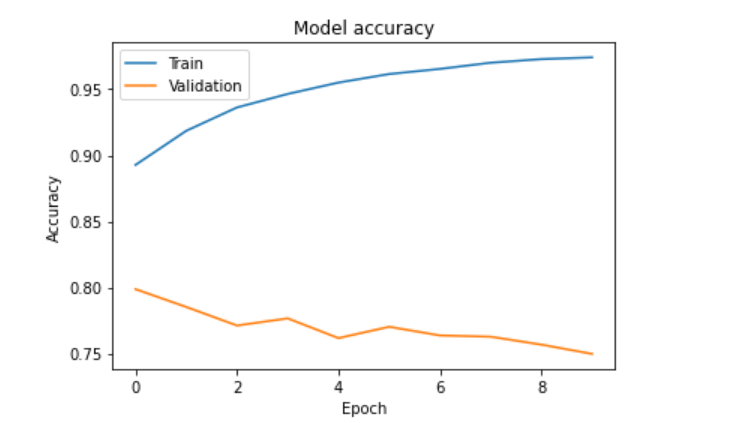 Model accuracy
Train
Validation
0.95
0.90
0.85
0.80
0.75
Accuracy
0 2 4 6 8
Epoch